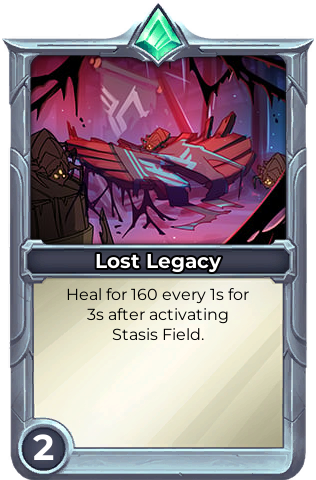 Lost Legacy
Heal for 160 every 1s for
3s after activating
Stasis Field.
2